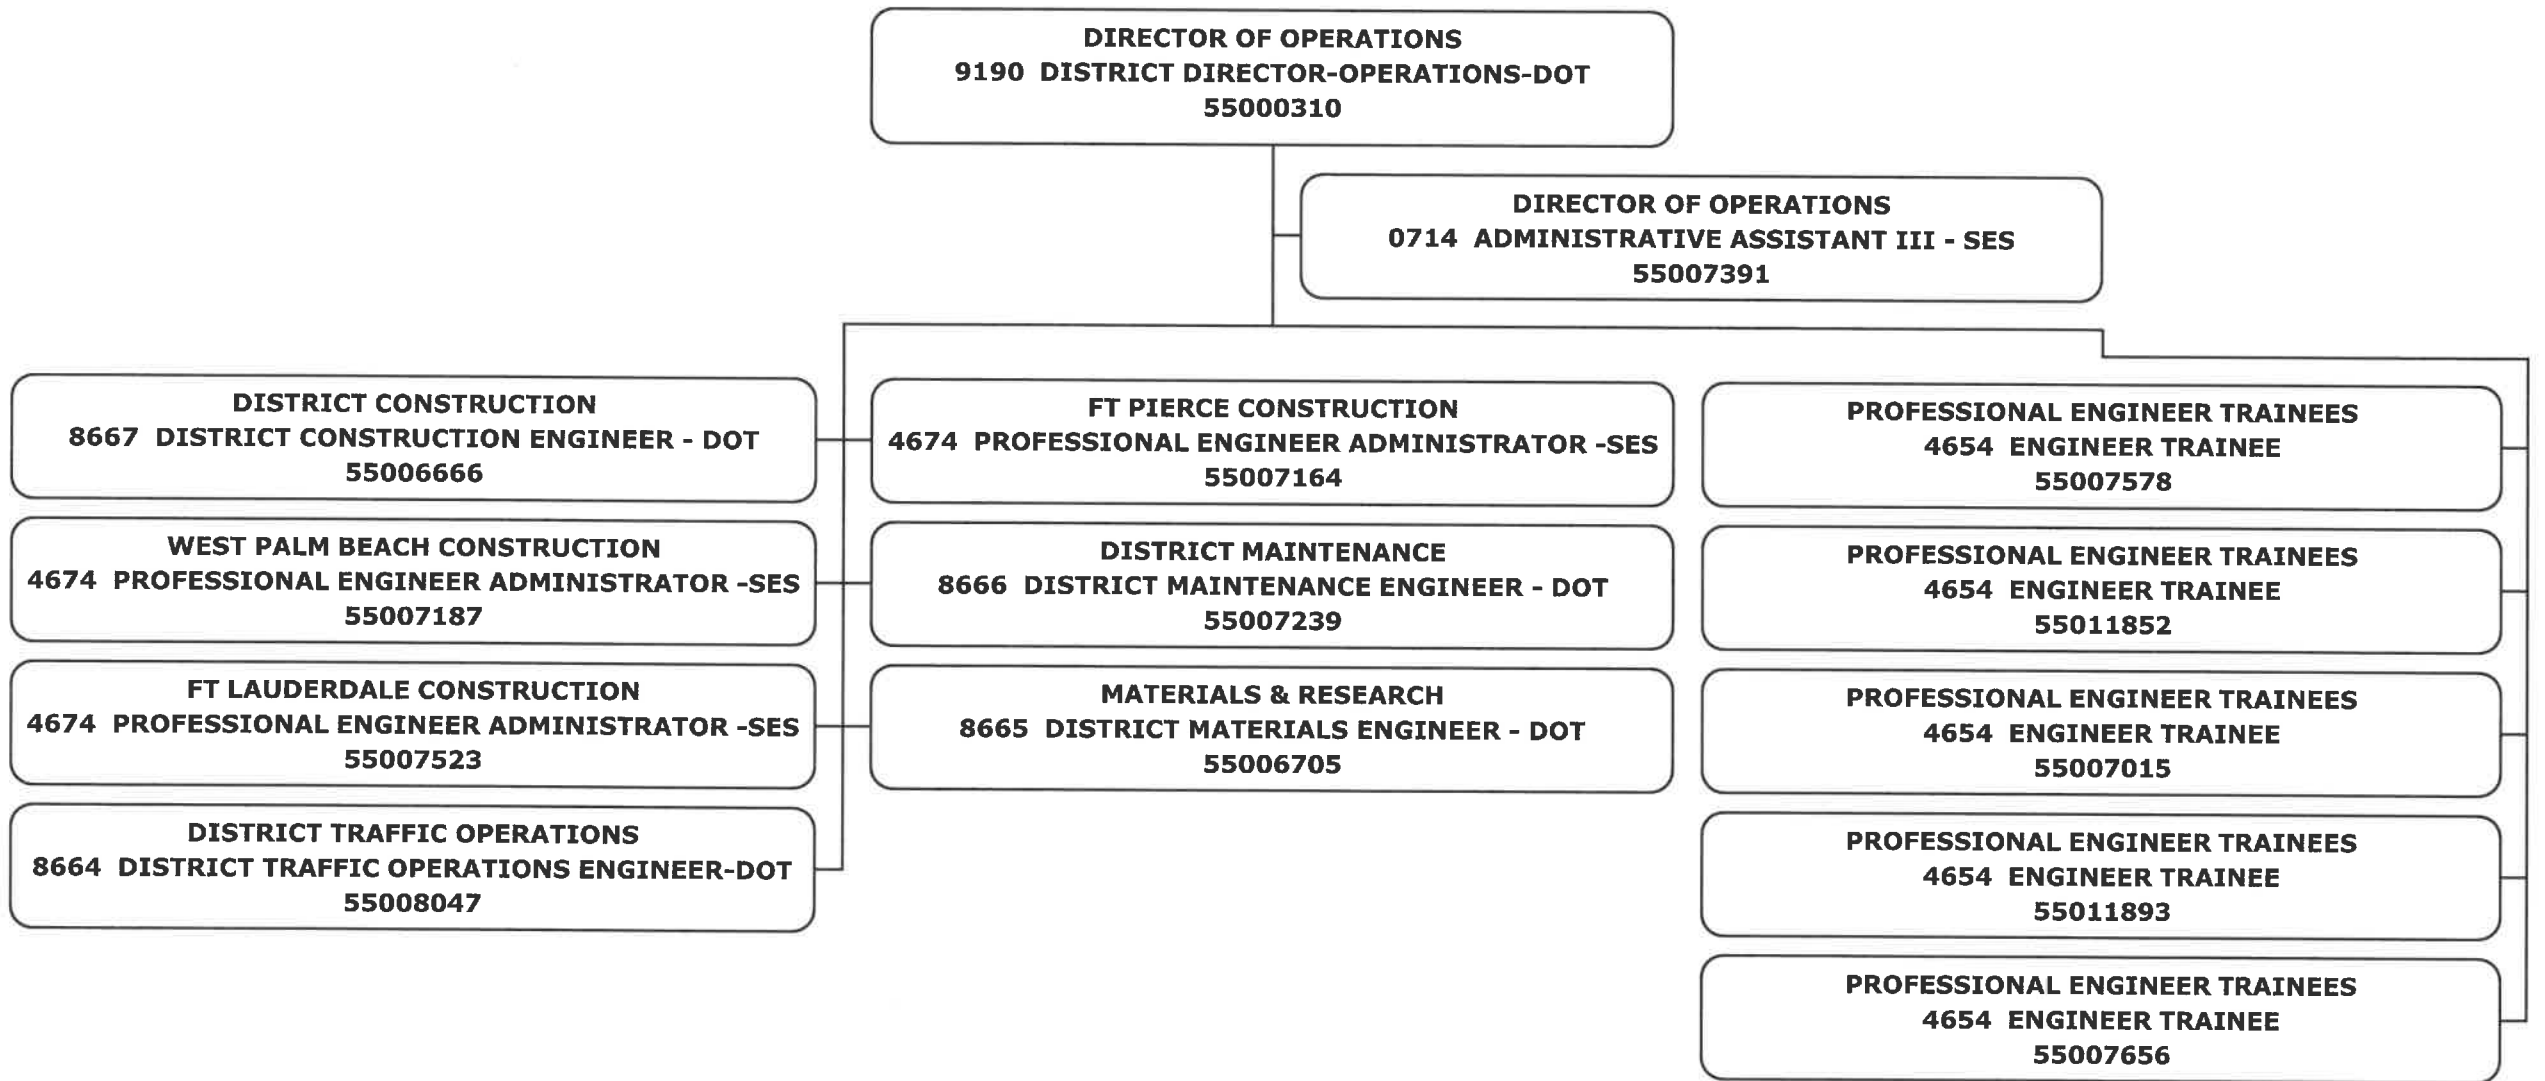 DIRECTOR OF OPERATIONS
9190 DISTRICT DIRECTOR-OPERATIONS-DOT
55000310
DIRECTOR OF OPERATIONS
0714 ADMINISTRATIVE ASSISTANT III - SES
55007391
DISTRICT CONSTRUCTION
8667 DISTRICT CONSTRUCTION ENGINEER - DOT
55006666
WEST PALM BEACH CONSTRUCTION
4674 PROFESSIONAL ENGINEER ADMINISTRATOR -SES
55007187
FT LAUDERDALE CONSTRUCTION
4674 PROFESSIONAL ENGINEER ADMINISTRATOR -SES
55007523
DISTRICT TRAFFIC OPERATIONS
8664 DISTRICT TRAFFIC OPERATIONS ENGINEER-DOT
55008047
FT PIERCE CONSTRUCTION
4674 PROFESSIONAL ENGINEER ADMINISTRATOR -SES
55007164
DISTRICT MAINTENANCE
8666 DISTRICT MAINTENANCE ENGINEER - DOT
55007239
MATERIALS & RESEARCH
8665 DISTRICT MATERIALS ENGINEER - DOT
55006705
PROFESSIONAL ENGINEER TRAINEES
4654 ENGINEER TRAINEE
55007578
PROFESSIONAL ENGINEER TRAINEES
4654 ENGINEER TRAINEE
55011852
PROFESSIONAL ENGINEER TRAINEES
4654 ENGINEER TRAINEE
55007015
PROFESSIONAL ENGINEER TRAINEES
4654 ENGINEER TRAINEE
55011893
PROFESSIONAL ENGINEER TRAINEES
4654 ENGINEER TRAINEE
55007656